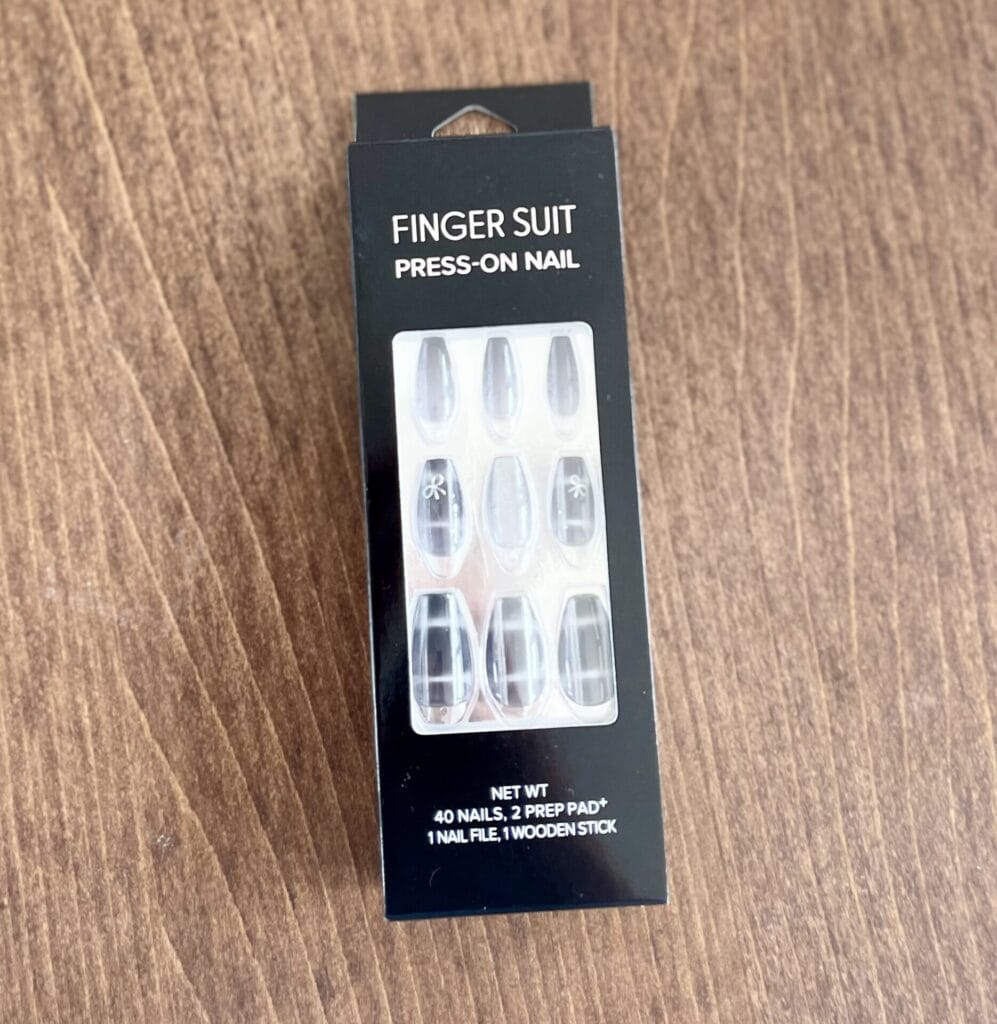 FINGER SUIT
PRESS-ON NAIL
NET WT
40 NAILS, 2 PREP PAD+
1 NAIL FILE, 1 WOODEN STICK